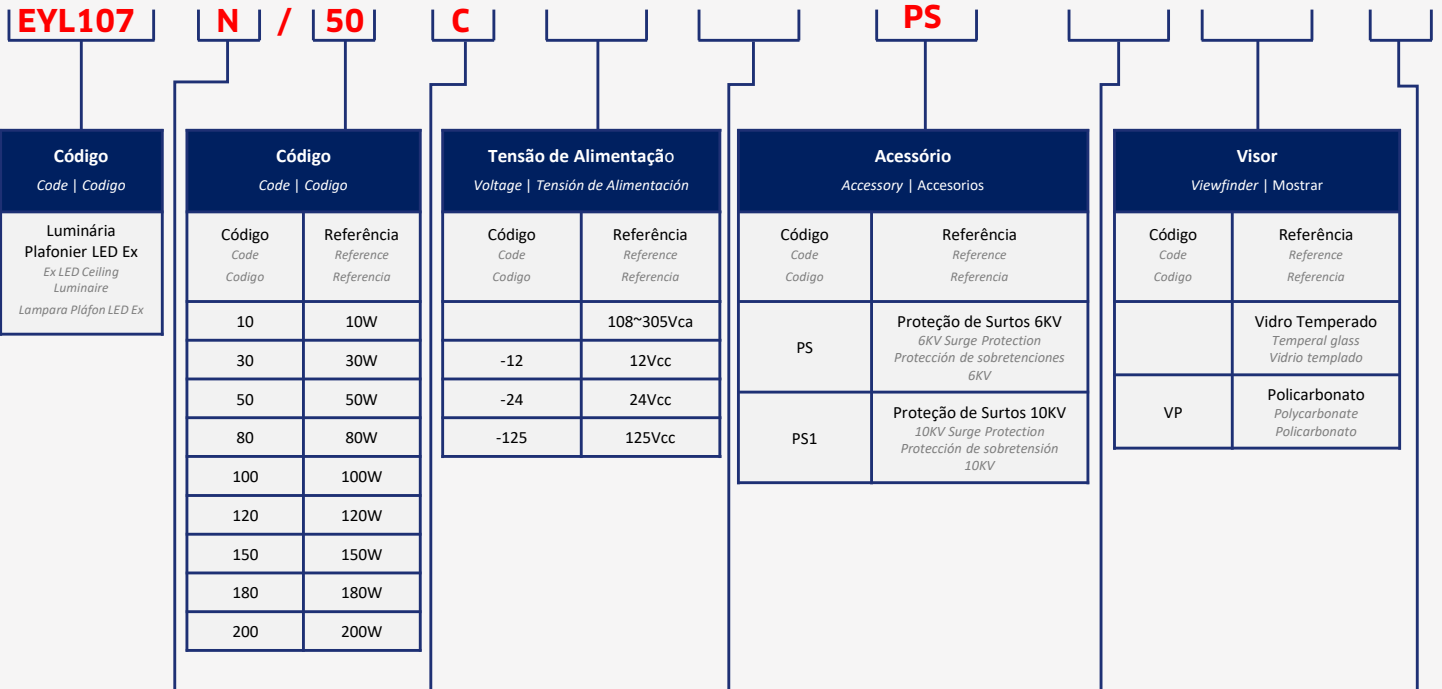 EYL107 N / 50 C PS
Código
Code | Codigo
Luminária
Plafonier LED Ex
Ex LED Ceiling
Luminaire
Lampara Pláfon LED Ex
Código
Code | Codigo
Código Referência
Code Reference
Codigo Referencia
10 10W
30 30W
50 50W
80 80W
100 100W
120 120W
150 150W
180 180W
200 200W
Tensão de Alimentação
Voltage | Tensión de Alimentación
Código Referência
Code Reference
Codigo Referencia
108~305Vca
-12 12Vcc
-24 24Vcc
-125 125Vcc
Acessório
Accessory | Accesorios
Código Referência
Code Reference
Codigo Referencia
PS
Proteção de Surtos 6KV
6KV Surge Protection
Protección de sobretenciones
6KV
PS1
Proteção de Surtos 10KV
10KV Surge Protection
Protección de sobretensión
10KV
Visor
Viewfinder | Mostrar
Código Referência
Code Reference
Codigo Referencia
Vidro Temperado
Temperal glass
Vidrio templado
VP
Policarbonato
Polycarbonate
Policarbonato